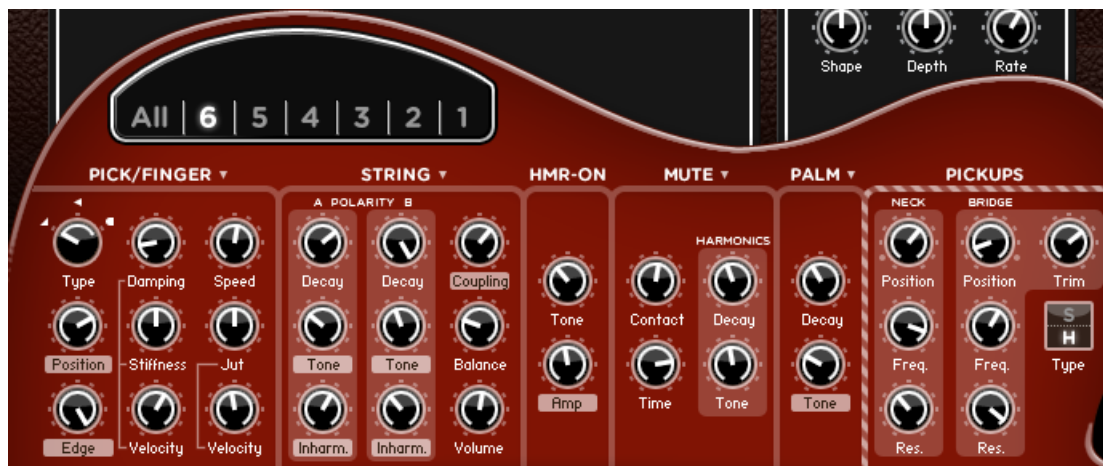 Shape Depth Rate
All | 6 | 5 | 4 | 3 | 2 | 1
PICK/FINGER STRING HMR-ON MUTE PALM PICKUPS
A POLARITY B NECK BRIDGE
HARMONICS
Type Damping Speed Decay Decay Coupling Position Position Trim
Tone Contact Decay Decay
Position Stiffness Jut Tone Tone Balance Freq. Freq. Type
S
H
Amp Time Tone Tone
Edge Velocity Velocity Inharm. Inharm. Volume Res. Res.